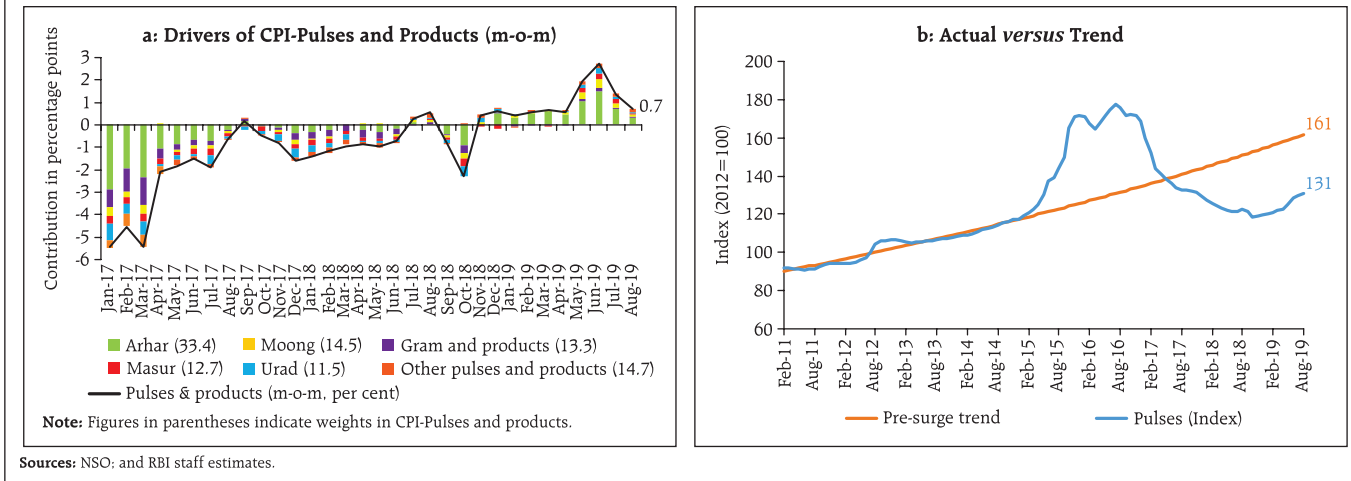 a: Drivers of CPI-Pulses and Products (m-o-m)
Contribution in percentage points
3
2
1
0
-1
-2
-3
-4
-5
-6
0.7
Jan-17
Feb-17
Mar-17
Apr-17
May-17
Jun-17
Jul-17
Aug-17
Sep-17
Oct-17
Nov-17
Dec-17
Jan-18
Feb-18
Mar-18
Apr-18
May-18
Jun-18
Jul-18
Aug-18
Sep-18
Oct-18
Nov-18
Dec-18
Jan-19
Feb-19
Mar-19
Apr-19
May-19
Jun-19
Jul-19
Aug-19
Arhar (33.4)
Moong (14.5)
Gram and products (13.3)
Masur (12.7)
Urad (11.5)
Other pulses and products (14.7)
Pulses & products (m-o-m, per cent)
Note: Figures in parentheses indicate weights in CPI-Pulses and products.
b: Actual versus Trend
Index (2012=100)
200
180
160
140
120
100
80
60
161
131
Feb-11
Aug-11
Feb-12
Aug-12
Feb-13
Aug-13
Feb-14
Aug-14
Feb-15
Aug-15
Feb-16
Aug-16
Feb-17
Aug-17
Feb-18
Aug-18
Feb-19
Aug-19
Pre-surge trend
Pulses (Index)
Sources: NSO; and RBI staff estimates.